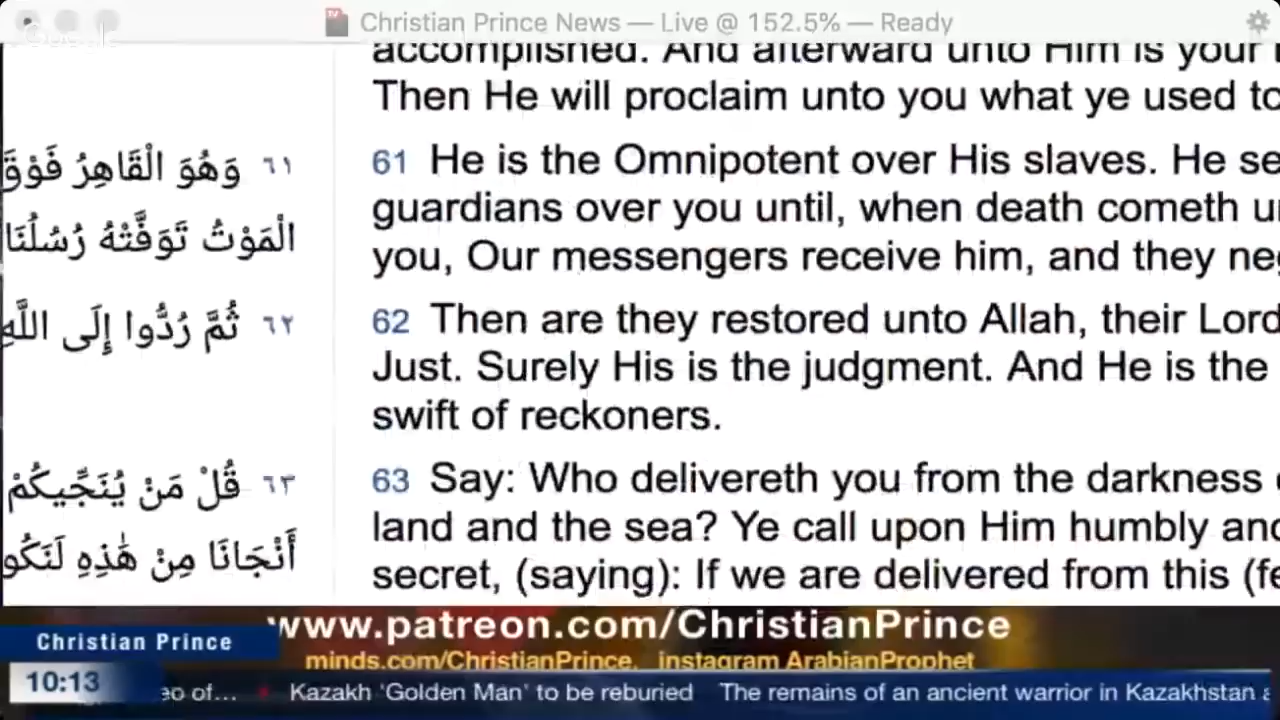 Christian Prince News — Live @ 152.5% — Ready
accomplished. And afterward unto Him is your
Then He will proclaim unto you what ye used to
٦١ وَهُوَ الْقَاهِرُ فَوْقَ
61 He is the Omnipotent over His slaves. He se
الْمَوْتُ تَوَفَّتْهُ رُسُلُنَا
guardians over you until, when death cometh u
you, Our messengers receive him, and they neg
٦٢ ثُمَّ رُدُّوا إِلَى اللَّهِ
62 Then are they restored unto Allah, their Lord
Just. Surely His is the judgment. And He is the
swift of reckoners.
٦٣ قُلْ مَنْ يُنَجِّيكُمْ
63 Say: Who delivereth you from the darkness
land and the sea? Ye call upon Him humbly and
أَنْجَانَا مِنْ هَٰذِهِ لَنَكُو
secret, (saying): If we are delivered from this (fe
www.patreon.com/ChristianPrince
Christian Prince
minds.com/ChristianPrince, instagram ArabianProphet
10:13
eo of... • Kazakh 'Golden Man' to be reburied The remains of an ancient warrior in Kazakhstan a